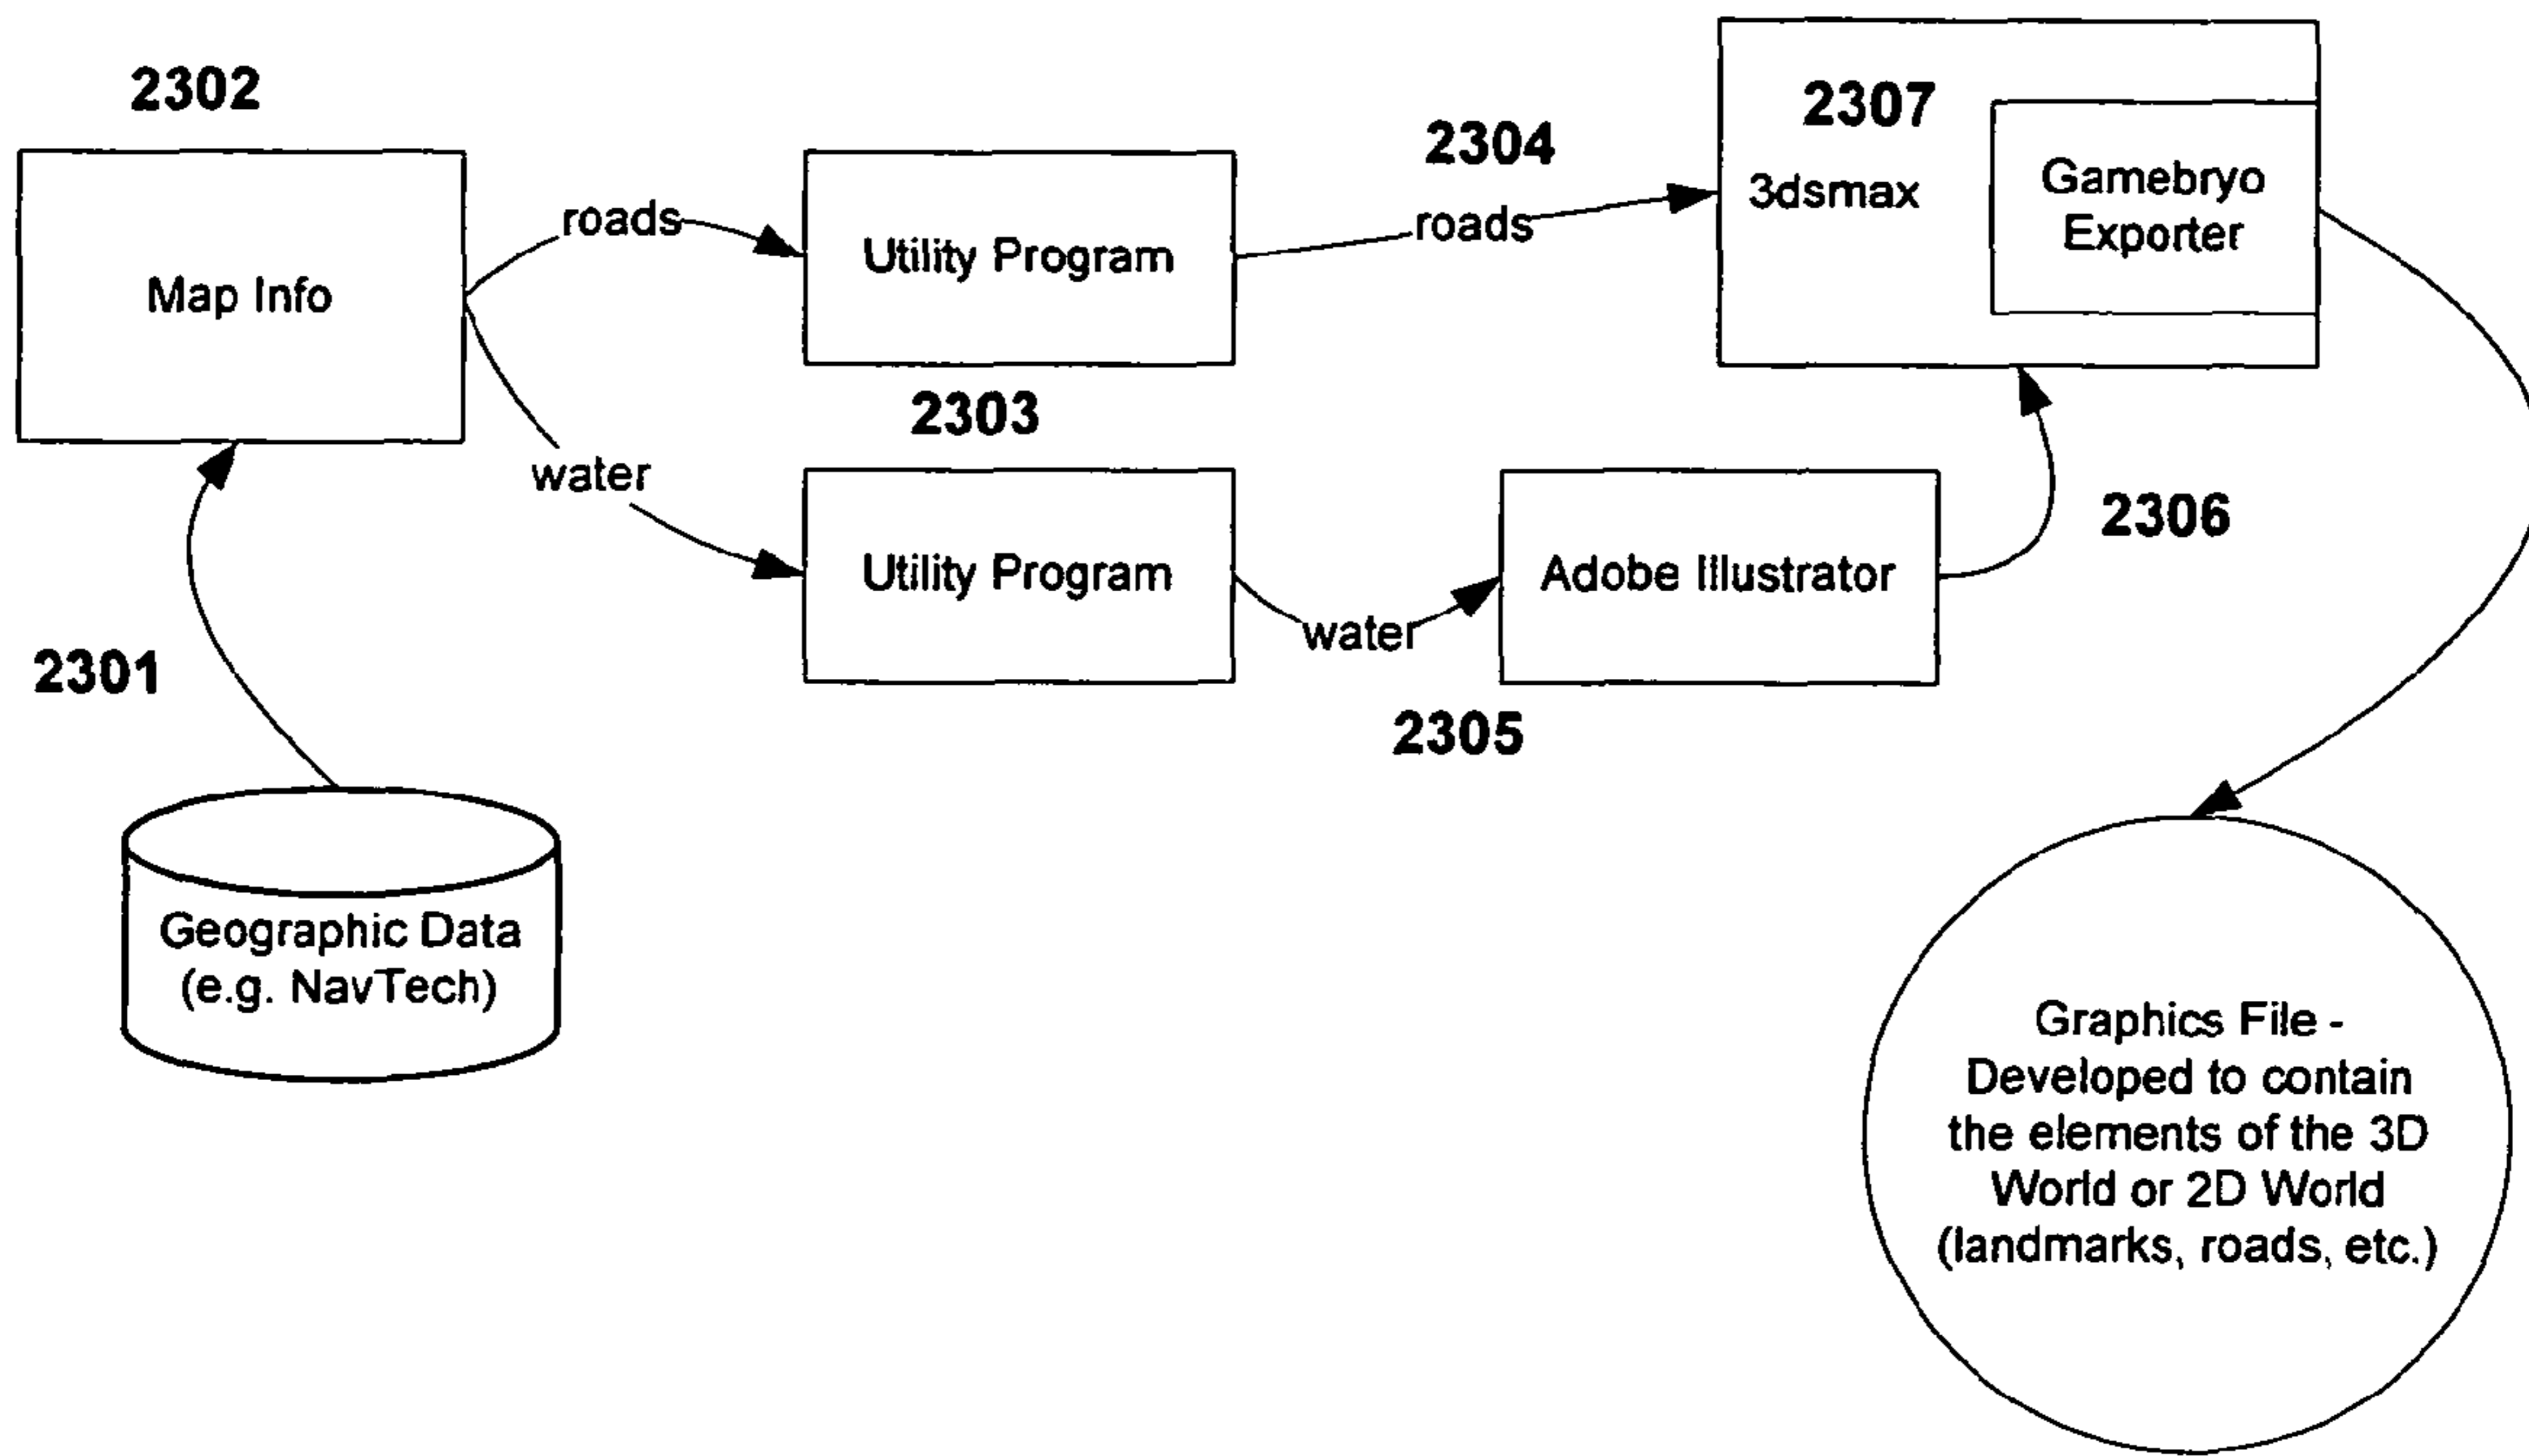 2302
Map Info
roads
Utility Program
2303
2304
roads
2307
3dsmax
Gamebryo
Exporter
water
Utility Program
water
2305
Adobe Illustrator
2306
2301
Geographic Data
(e.g. NavTech)
Graphics File -
Developed to contain
the elements of the 3D
World or 2D World
(landmarks, roads, etc.)